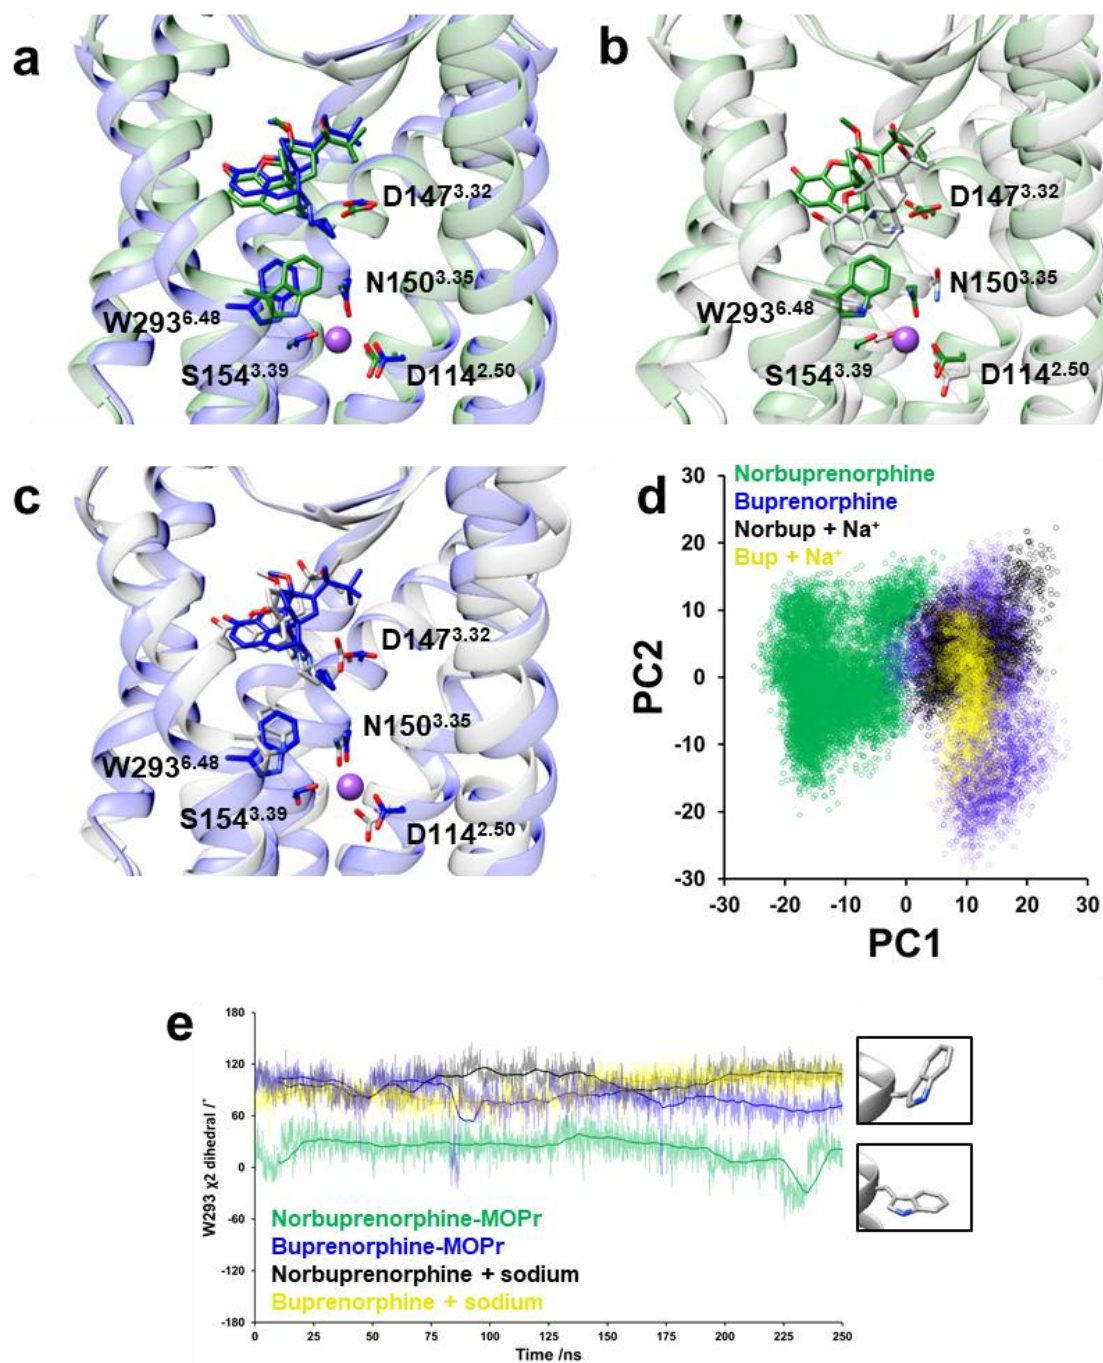 a
D147³·³²
N150³·³⁵
W293⁶·⁴⁸
S154³·³⁹
D114²·⁵⁰
b
D147³·³²
N150³·³⁵
W293⁶·⁴⁸
S154³·³⁹
D114²·⁵⁰
c
D147³·³²
N150³·³⁵
W293⁶·⁴⁸
S154³·³⁹
D114²·⁵⁰
d
Norbuprenorphine
Buprenorphine
Norbup + Na⁺
Bup + Na⁺
PC2
30
20
10
0
-10
-20
-30
-30 -20 -10 0 10 20 30
PC1
e
W293 χ2 dihedral /°
180
120
60
0
-60
-120
-180
Norbuprenorphine-MOPr
Buprenorphine-MOPr
Norbuprenorphine + sodium
Buprenorphine + sodium
0 25 50 75 100 125 150 175 200 225 250
Time /ns